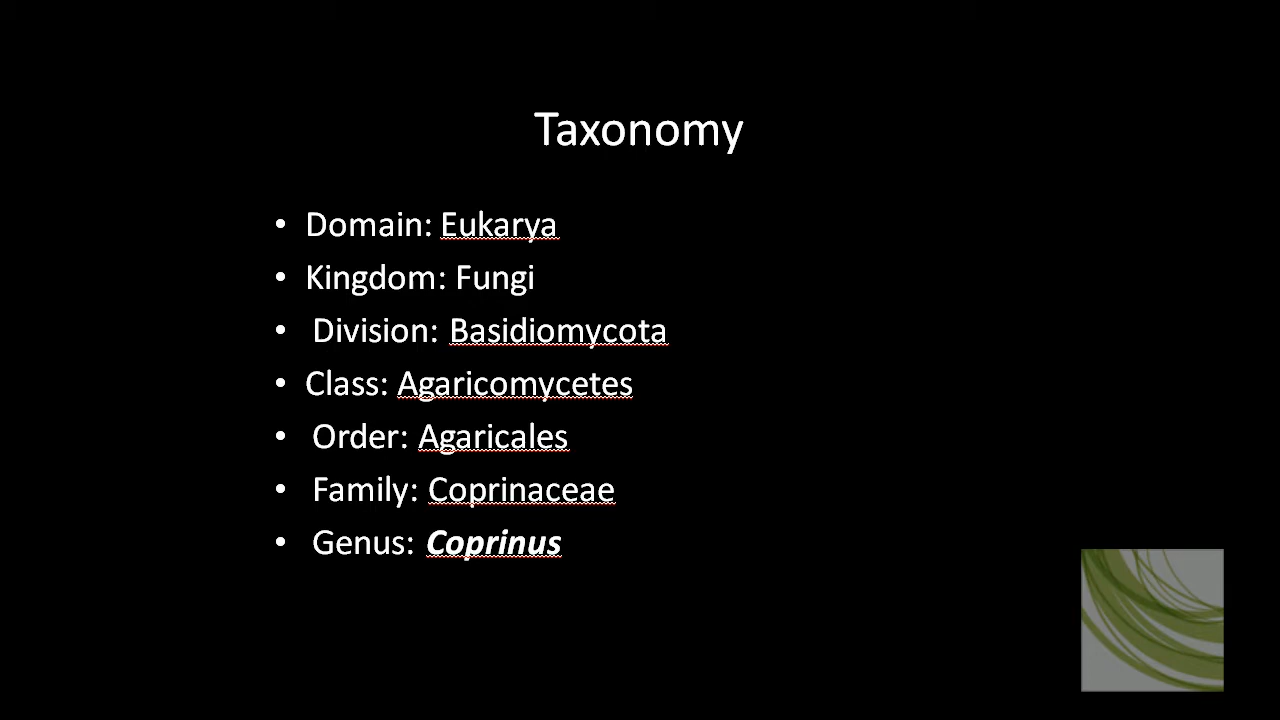 Taxonomy
• Domain: Eukarya
• Kingdom: Fungi
• Division: Basidiomycota
• Class: Agaricomycetes
• Order: Agaricales
• Family: Coprinaceae
• Genus: Coprinus